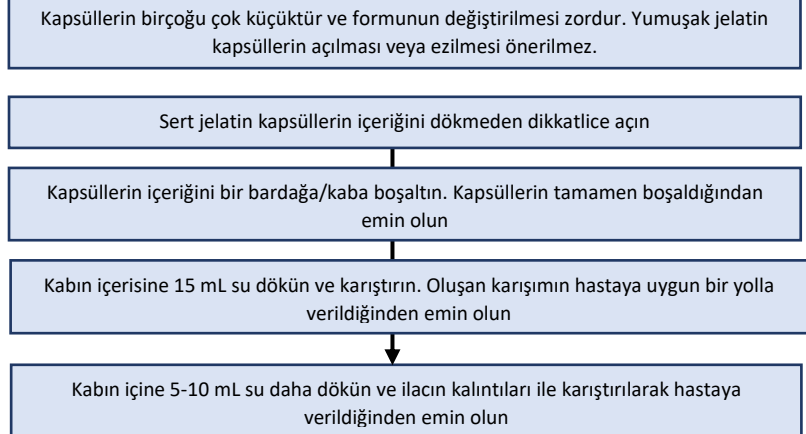 Kapsüllerin birçoğu çok küçüktür ve formunun değiştirilmesi zordur. Yumuşak jelatin
kapsüllerin açılması veya ezilmesi önerilmez.
Sert jelatin kapsüllerin içeriğini dökmeden dikkatlice açın
Kapsüllerin içeriğini bir bardağa/kaba boşaltın. Kapsüllerin tamamen boşaldığından
emin olun
Kabın içerisine 15 mL su dökün ve karıştırın. Oluşan karışımın hastaya uygun bir yolla
verildiğinden emin olun
Kabın içine 5-10 mL su daha dökün ve ilacın kalıntıları ile karıştırılarak hastaya
verildiğinden emin olun